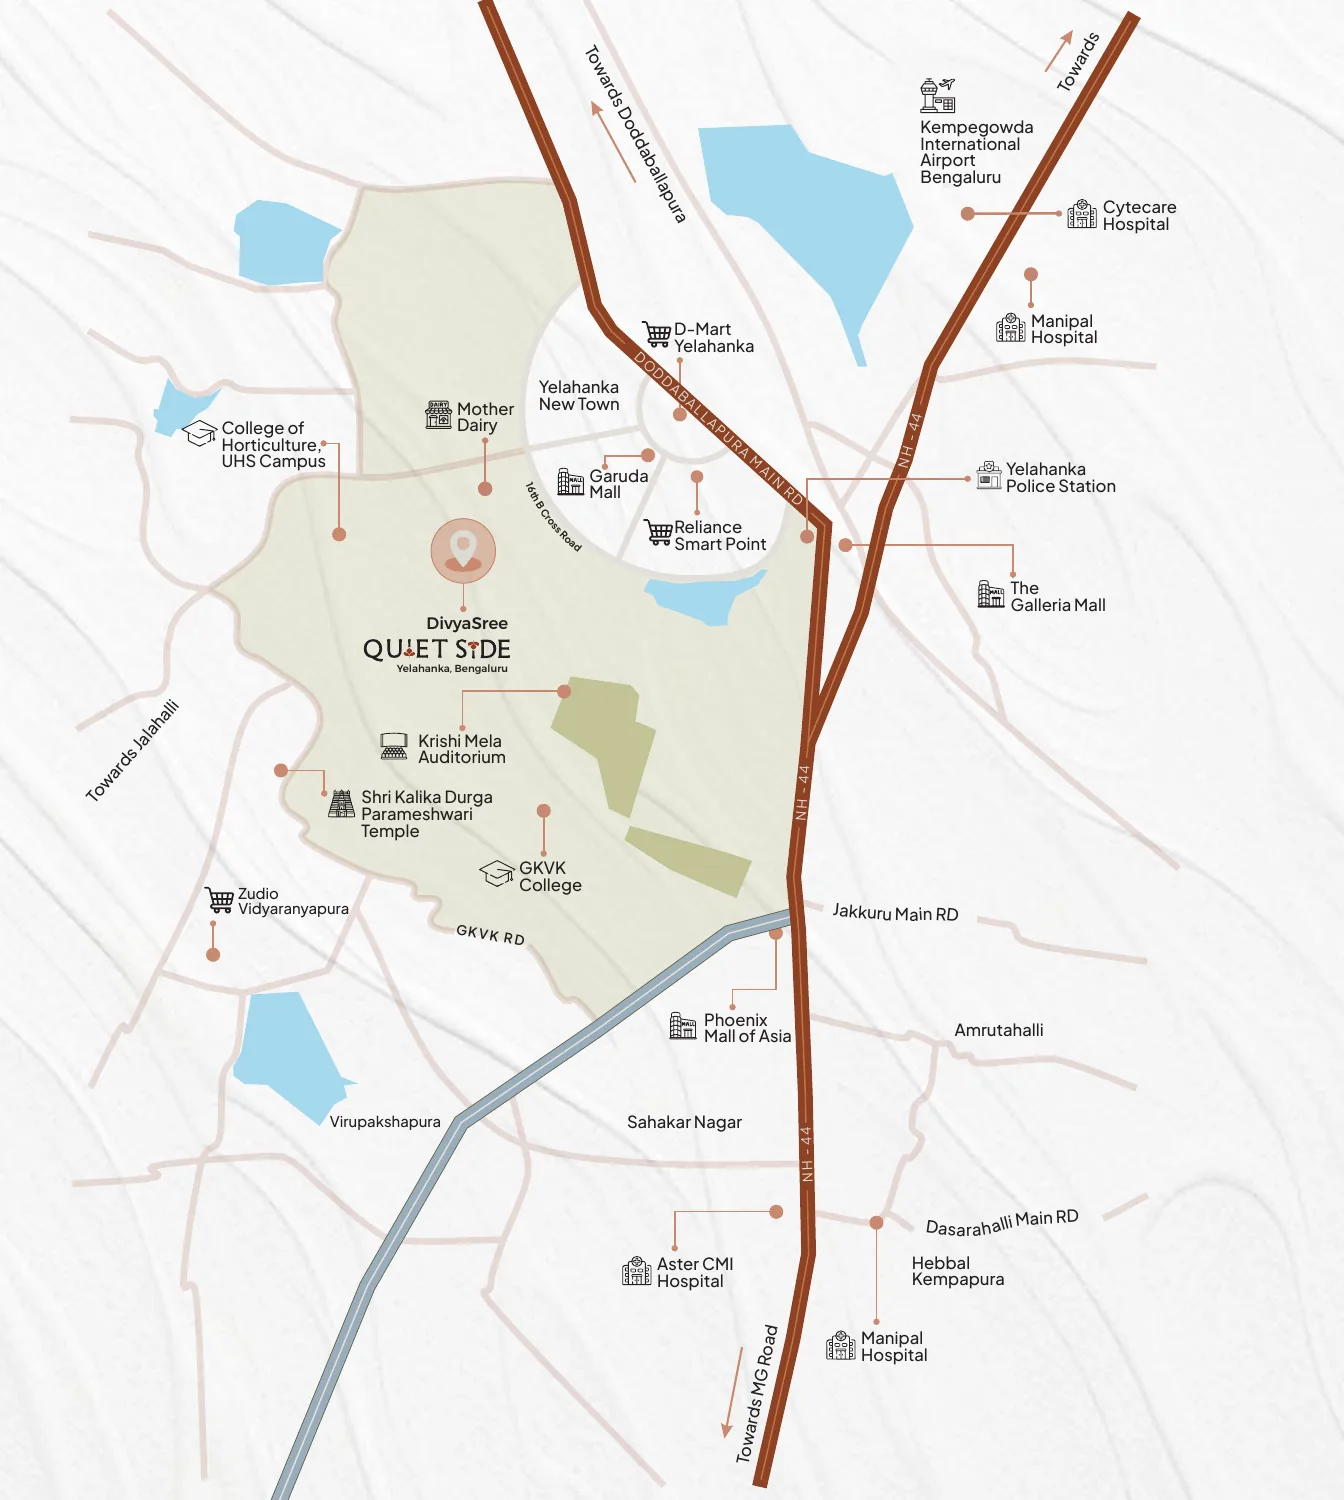 Towards Doddaballapura
Towards
Kempegowda
International
Airport
Bengaluru
Cytecare
Hospital
Manipal
Hospital
D-Mart
Yelahanka
DODDABALLAPURA MAIN RD
Yelahanka
New Town
Mother
Dairy
College of
Horticulture,
UHS Campus
NH - 44
Garuda
Mall
Yelahanka
Police Station
16th B Cross Road
Reliance
Smart Point
MALL
The
Galleria Mall
DivyaSree
QUIET SIDE
Yelahanka, Bengaluru
Towards Jalahalli
Krishi Mela
Auditorium
Shri Kalika Durga
Parameshwari
Temple
NH - 44
GKVK
College
Zudio
Vidyaranyapura
GKVK RD
Jakkuru Main RD
Phoenix
Mall of Asia
Amrutahalli
Virupakshapura
Sahakar Nagar
NH - 44
Dasarahalli Main RD
Aster CMI
Hospital
Hebbal
Kempapura
Manipal
Hospital
Towards MG Road